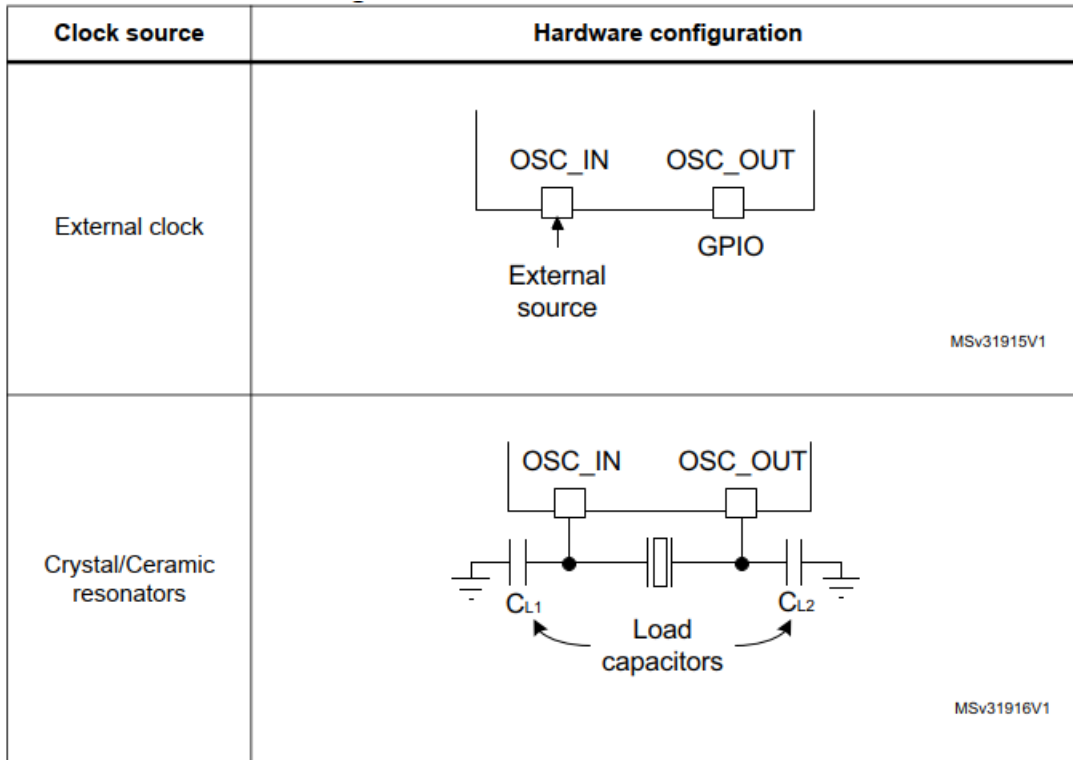 Clock source
Hardware configuration
External clock
OSC_IN OSC_OUT
GPIO
External
source
MSv31915V1
Crystal/Ceramic
resonators
OSC_IN OSC_OUT
CL1
CL2
Load
capacitors
MSv31916V1